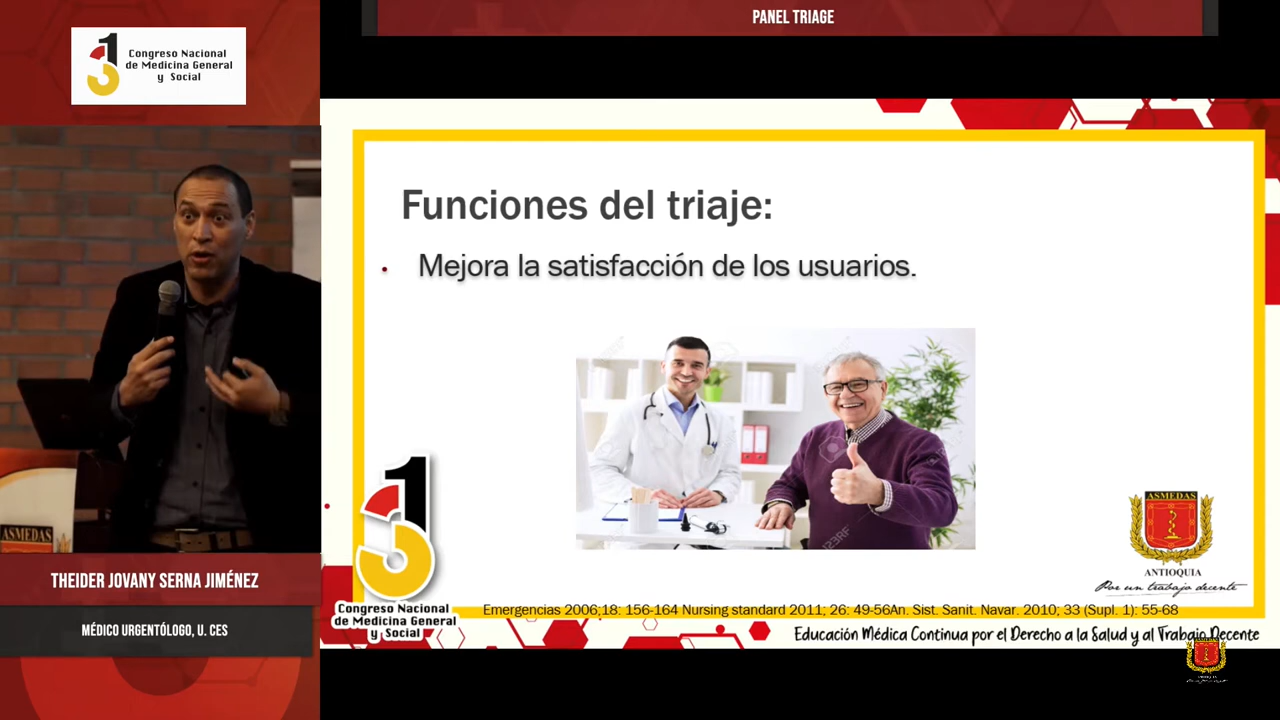 PANEL TRIAGE
Congreso Nacional
de Medicina General
y Social
Funciones del triaje:
• Mejora la satisfacción de los usuarios.
123RF
ASMEDAS
ANTIOQUIA
Por un trabajo decente
ASMEDAS
THEIDER JOVANY SERNA JIMÉNEZ
MÉDICO URGENTÓLOGO, U. CES
Congreso Nacional
de Medicina General
y Social
Emergencias 2006;18: 156-164 Nursing standard 2011; 26: 49-56An. Sist. Sanit. Navar. 2010; 33 (Supl. 1): 55-68
Educación Médica Continua por el Derecho a la Salud y al Trabajo Decente